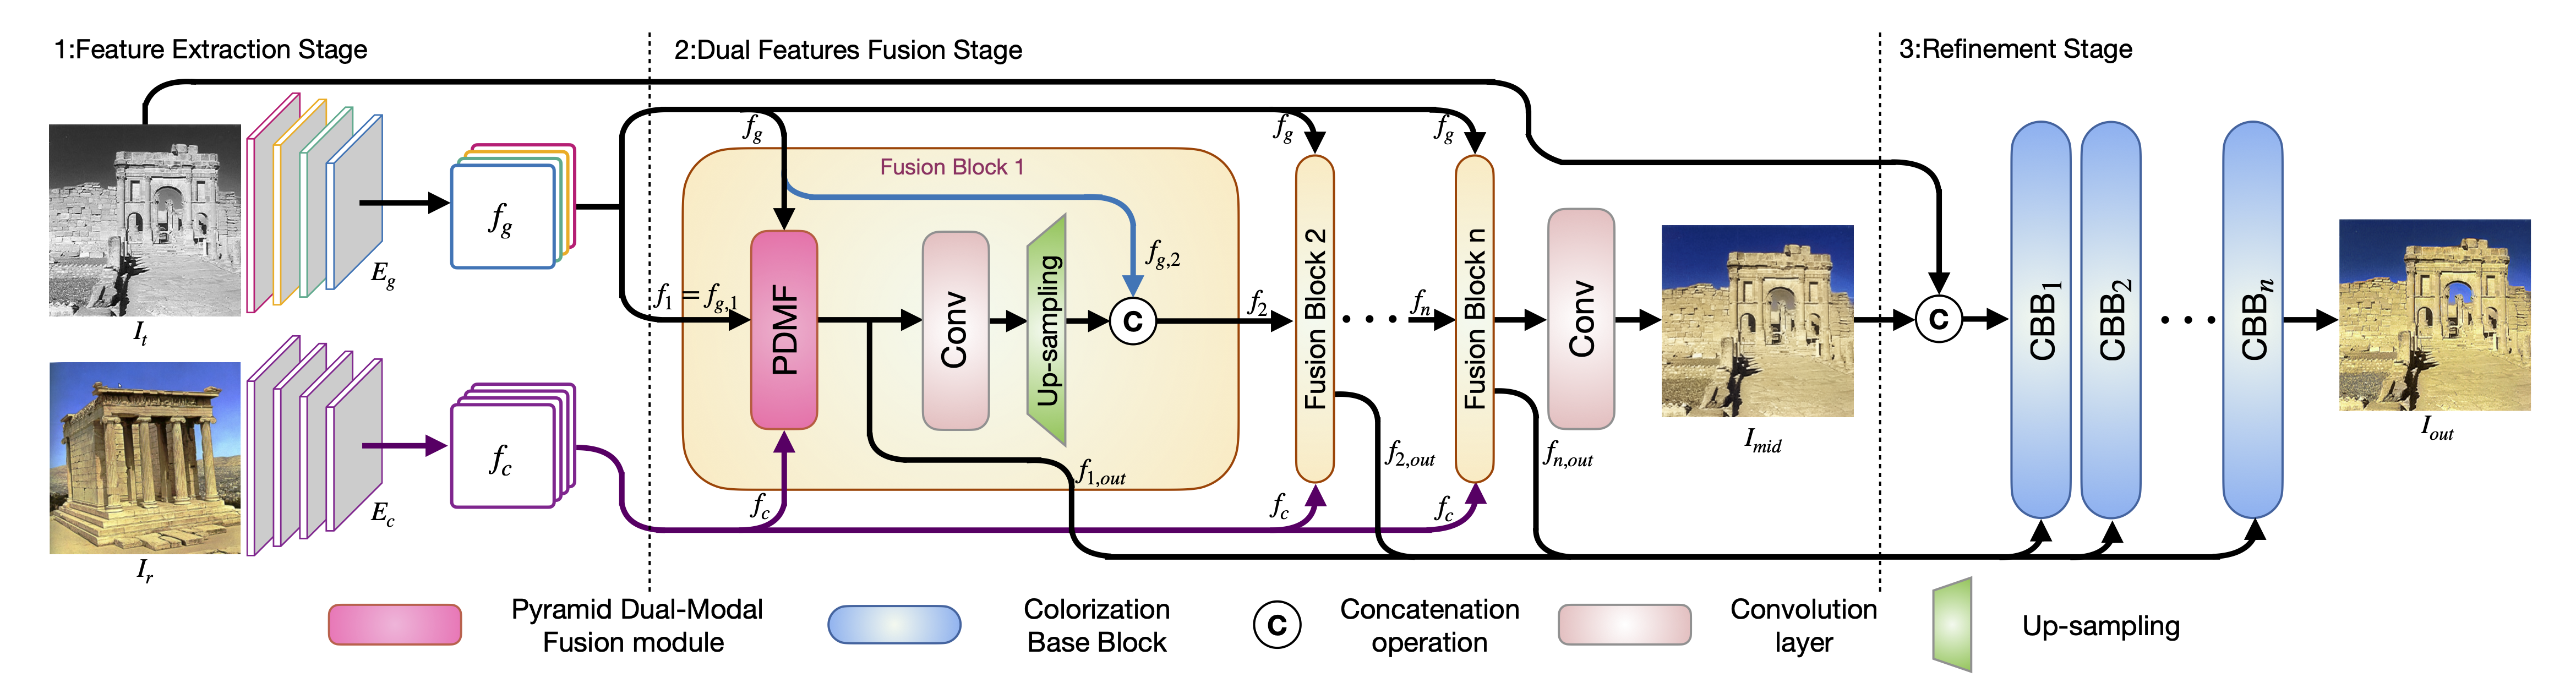 1:Feature Extraction Stage
2:Dual Features Fusion Stage
3:Refinement Stage
I_t
E_g
f_g
I_r
E_c
f_c
f_g
f_1 = f_{g,1}
Fusion Block 1
PDMF
Conv
Up-sampling
C
f_{g,2}
f_{1,out}
f_c
f_2
f_g
Fusion Block 2
f_c
f_{2,out}
• • •
f_n
f_g
Fusion Block n
f_c
f_{n,out}
Conv
I_{mid}
C
CBB_1
CBB_2
• • •
CBB_n
I_{out}
Pyramid Dual-Modal
Fusion module
Colorization
Base Block
C
Concatenation
operation
Convolution
layer
Up-sampling